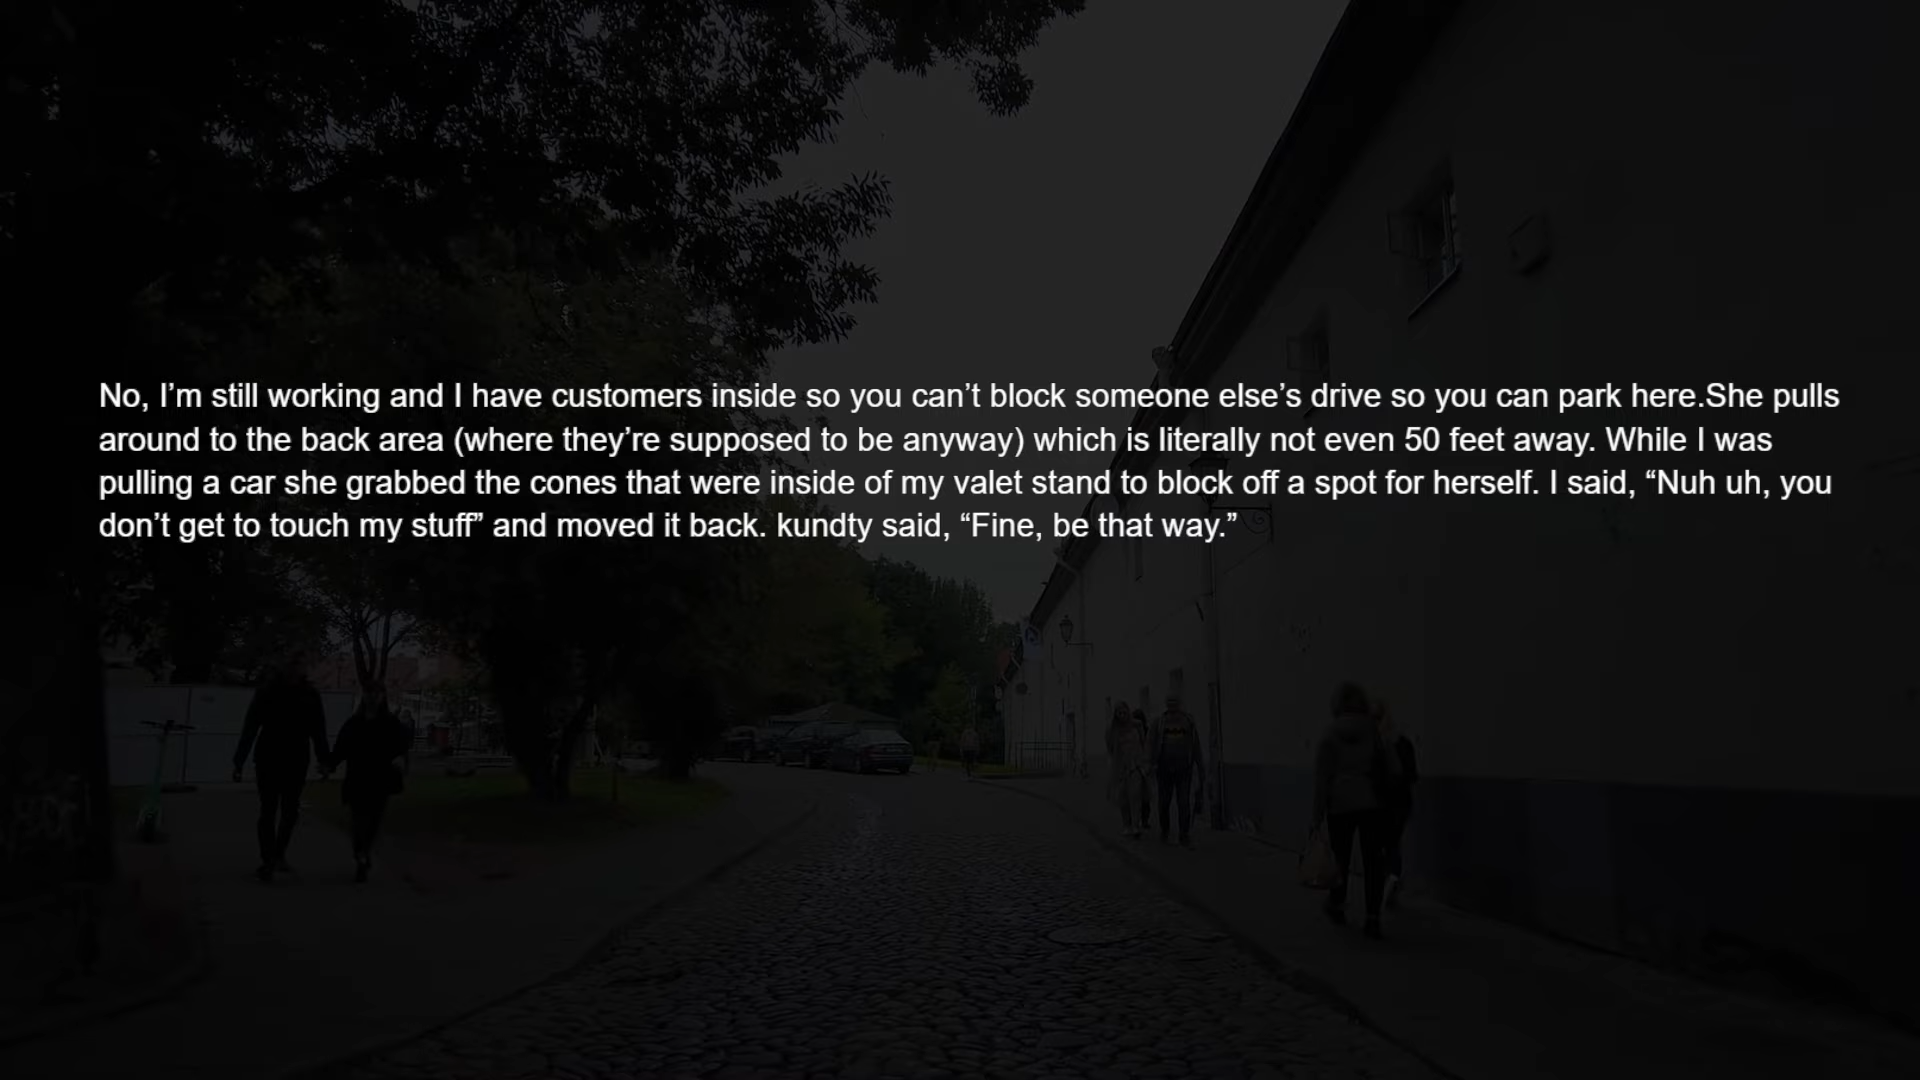 No, I’m still working and I have customers inside so you can’t block someone else’s drive so you can park here.She pulls
around to the back area (where they’re supposed to be anyway) which is literally not even 50 feet away. While I was
pulling a car she grabbed the cones that were inside of my valet stand to block off a spot for herself. I said, “Nuh uh, you
don’t get to touch my stuff” and moved it back. kundty said, “Fine, be that way.”